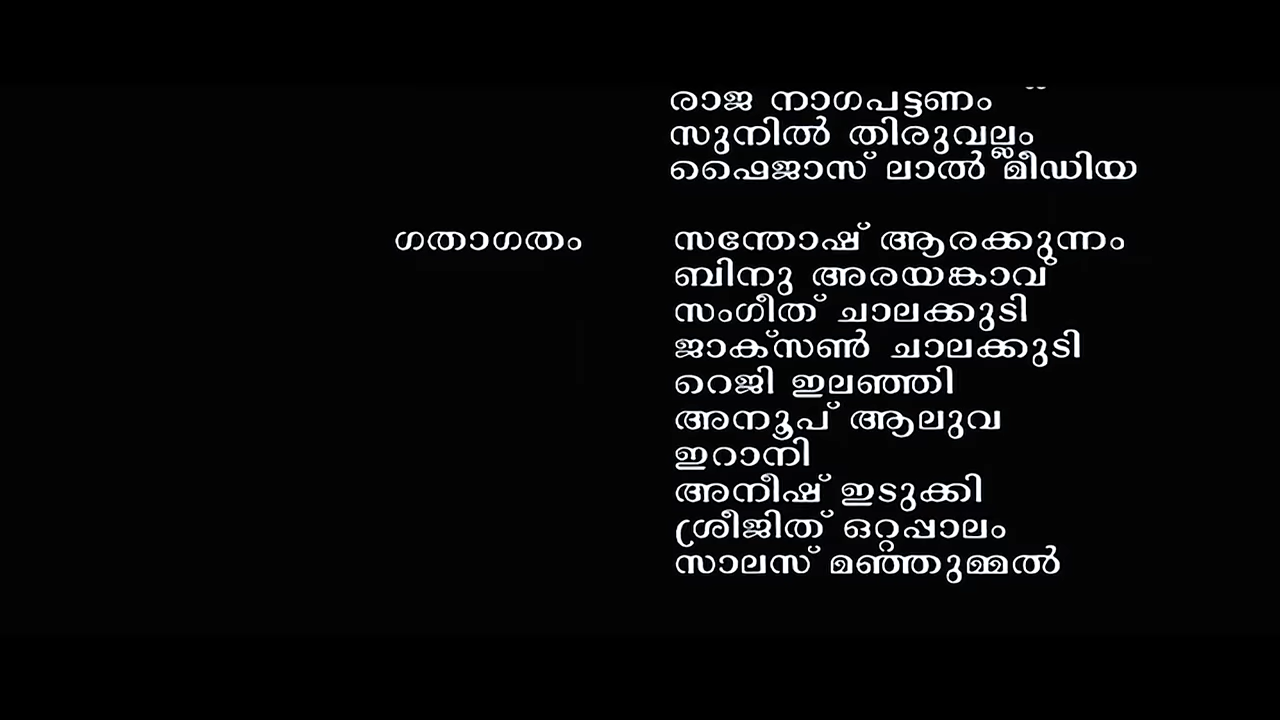 രാജ നാഗപട്ടണം
സുനിൽ തിരുവല്ലം
ഫൈജാസ് ലാൽ മീഡിയ
ഗതാഗതം സന്തോഷ് ആരക്കുന്നം
ബിനു അരയങ്കാവ്
സംഗീത് ചാലക്കുടി
ജാക്സൺ ചാലക്കുടി
റെജി ഇലഞ്ഞി
അനൂപ് ആലുവ
ഇറാനി
അനീഷ് ഇടുക്കി
ശ്രീജിത് ഒറ്റപ്പാലം
സാലസ് മഞ്ഞുമ്മൽ